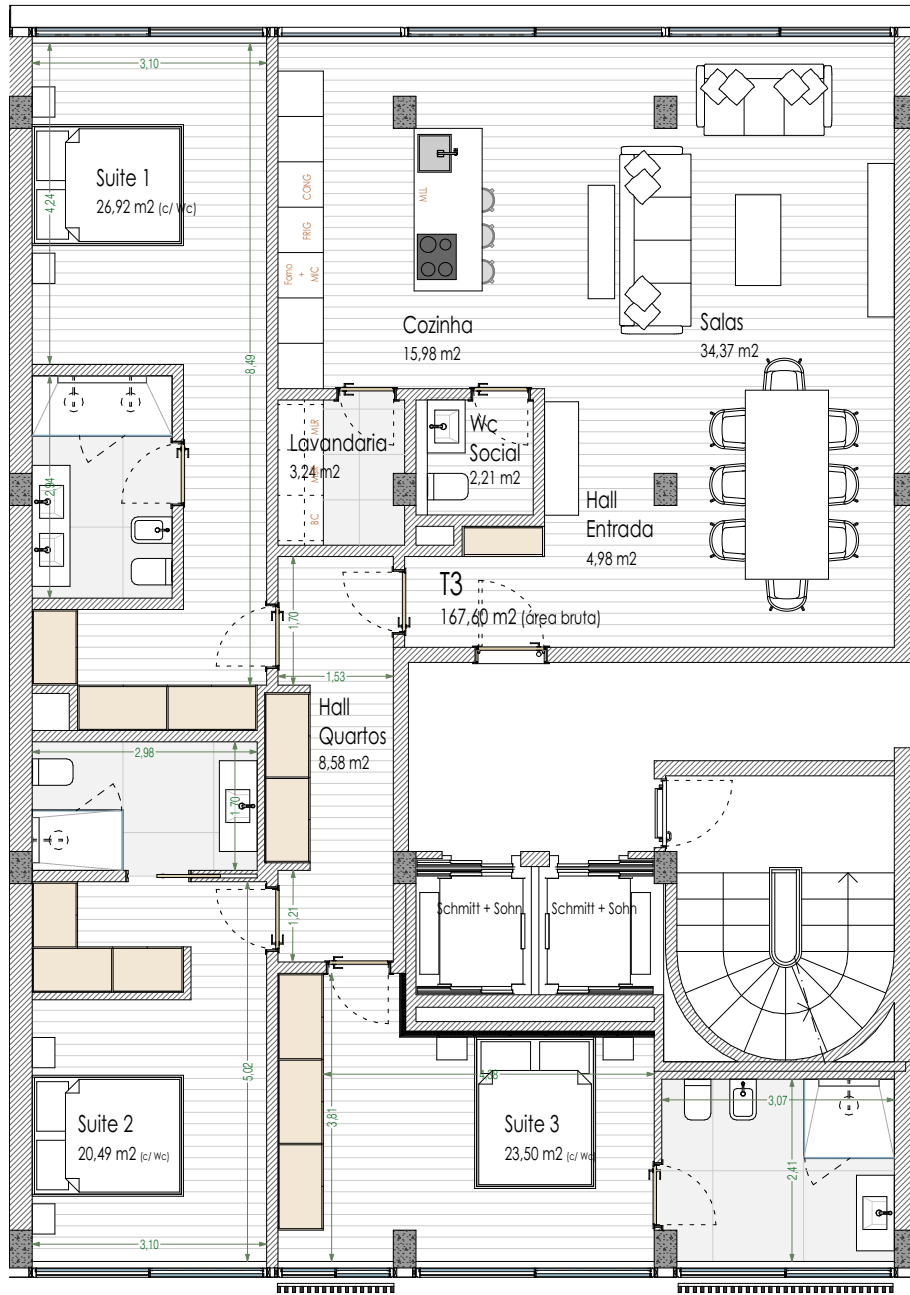 3,10
Suite 1
26,92 m2 (c/ Wc)
4,24
8,49
CONG
FRIG
Forno
+
MIC
MLL
Cozinha
15,98 m2
Salas
34,37 m2
Lavandaria
3,24 m2
MLR
BC
Wc
Social
2,21 m2
Hall
Entrada
4,98 m2
T3
167,60 m2 (área bruta)
2,94
1,70
1,53
Hall
Quartos
8,58 m2
2,98
1,70
1,21
Schmitt + Sohn
Schmitt + Sohn
5,02
3,81
Suite 2
20,49 m2 (c/ Wc)
3,10
Suite 3
23,50 m2 (c/ Wc)
3,07
2,41